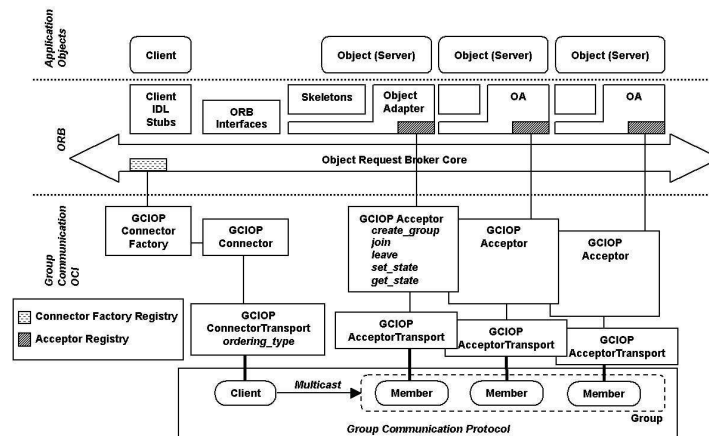 Application
Objects
Client
Object (Server)
Object (Server)
Object (Server)
ORB
Client
IDL
Stubs
ORB
Interfaces
Skeletons
Object
Adapter
OA
OA
Object Request Broker Core
Group
Communication
OCI
GCIOP
Connector
Factory
GCIOP
Connector
GCIOP Acceptor
create_group
join
leave
set_state
get_state
GCIOP
Acceptor
GCIOP
Acceptor
Connector Factory Registry
Acceptor Registry
GCIOP
ConnectorTransport
ordering_type
GCIOP
AcceptorTransport
GCIOP
AcceptorTransport
GCIOP
AcceptorTransport
Client
Multicast
Member
Member
Member
Group
Group Communication Protocol